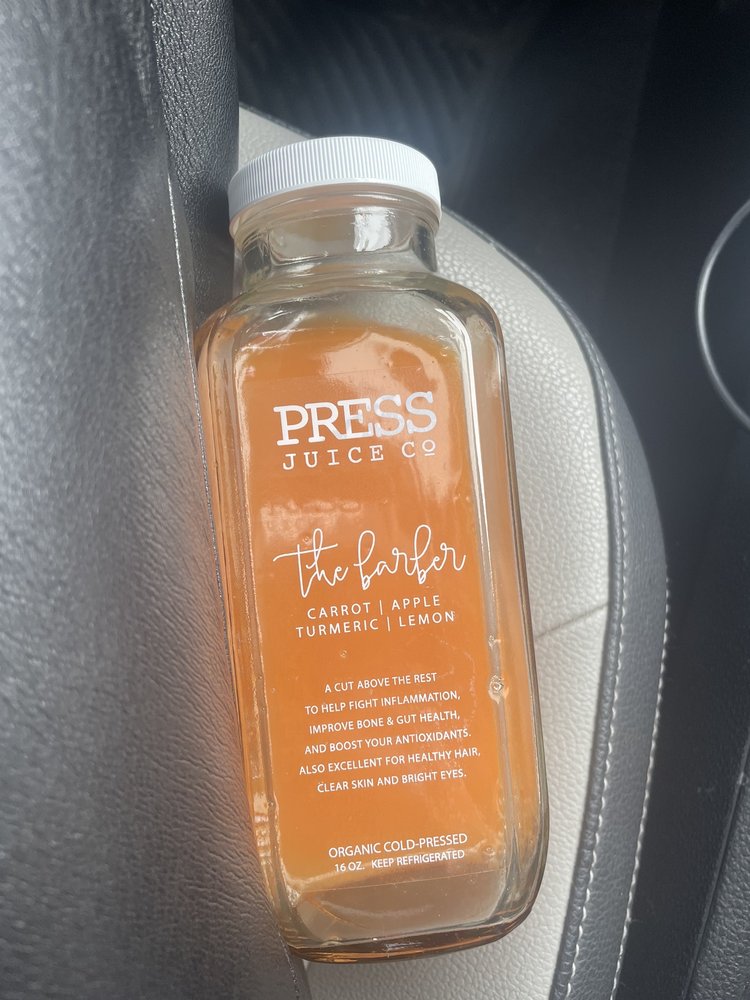 PRESS
JUICE CO
the barber
CARROT | APPLE
TURMERIC | LEMON
A CUT ABOVE THE REST
TO HELP FIGHT INFLAMMATION,
IMPROVE BONE & GUT HEALTH,
AND BOOST YOUR ANTIOXIDANTS.
ALSO EXCELLENT FOR HEALTHY HAIR,
CLEAR SKIN AND BRIGHT EYES.
ORGANIC COLD-PRESSED
16 OZ. KEEP REFRIGERATED